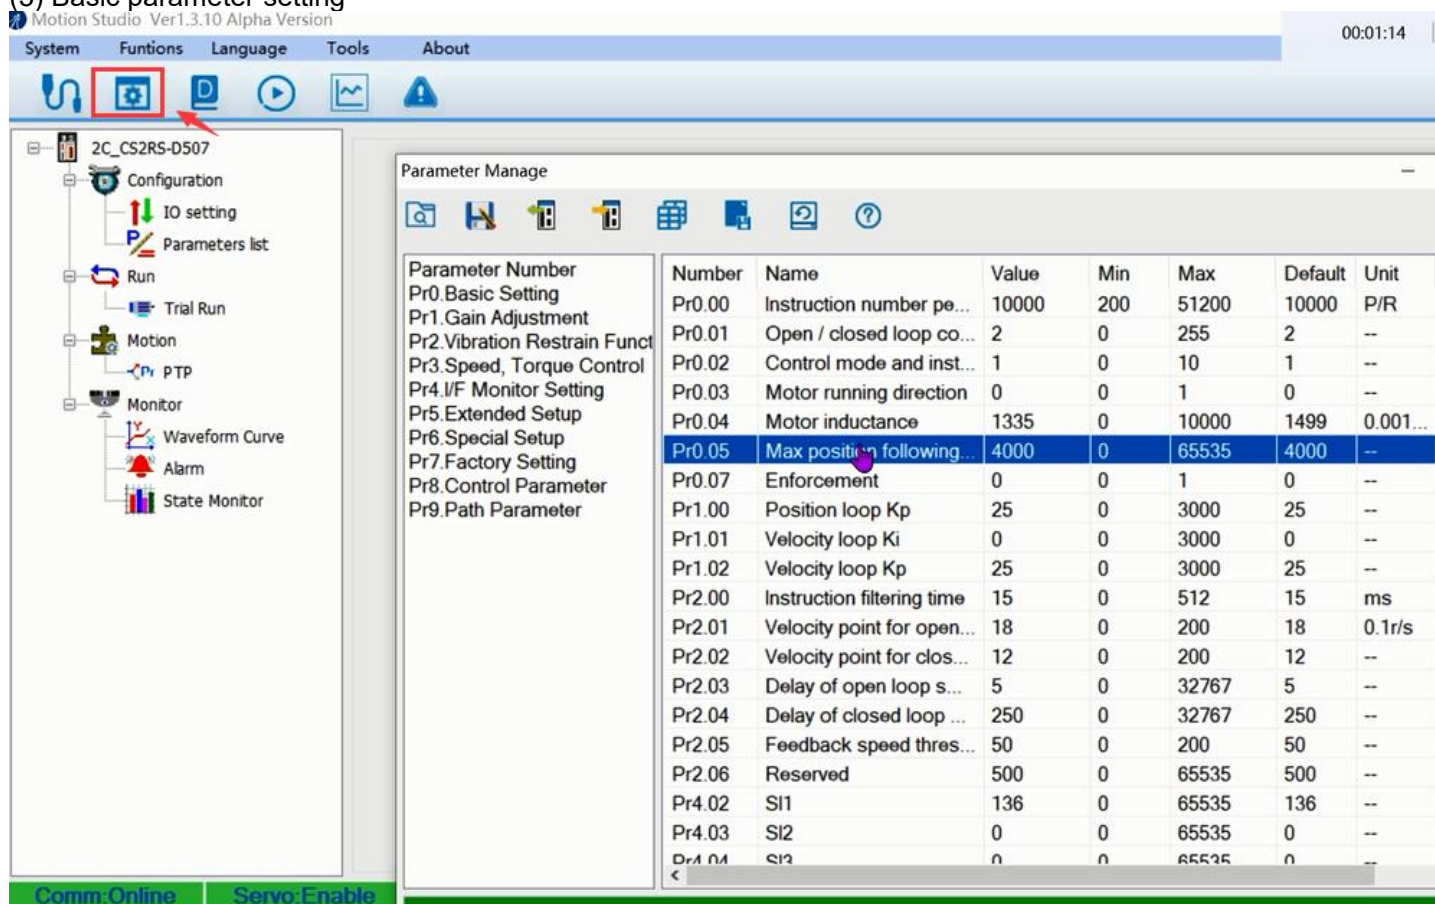 (3) Basic parameter setting
Motion Studio Ver1.3.10 Alpha Version
00:01:14
System Funtions Language Tools About
2C_CS2RS-D507
Configuration
IO setting
Parameters list
Run
Trial Run
Motion
PTP
Monitor
Waveform Curve
Alarm
State Monitor
Parameter Manage
Parameter Number
Pr0.Basic Setting
Pr1.Gain Adjustment
Pr2.Vibration Restrain Funct
Pr3.Speed, Torque Control
Pr4.I/F Monitor Setting
Pr5.Extended Setup
Pr6.Special Setup
Pr7.Factory Setting
Pr8.Control Parameter
Pr9.Path Parameter
Number Name Value Min Max Default Unit
Pr0.00 Instruction number pe... 10000 200 51200 10000 P/R
Pr0.01 Open / closed loop co... 2 0 255 2 --
Pr0.02 Control mode and inst... 1 0 10 1 --
Pr0.03 Motor running direction 0 0 1 0 --
Pr0.04 Motor inductance 1335 0 10000 1499 0.001...
Pr0.05 Max position following... 4000 0 65535 4000 --
Pr0.07 Enforcement 0 0 1 0 --
Pr1.00 Position loop Kp 25 0 3000 25 --
Pr1.01 Velocity loop Ki 0 0 3000 0 --
Pr1.02 Velocity loop Kp 25 0 3000 25 --
Pr2.00 Instruction filtering time 15 0 512 15 ms
Pr2.01 Velocity point for open... 18 0 200 18 0.1r/s
Pr2.02 Velocity point for clos... 12 0 200 12 --
Pr2.03 Delay of open loop s... 5 0 32767 5 --
Pr2.04 Delay of closed loop ... 250 0 32767 250 --
Pr2.05 Feedback speed thres... 50 0 200 50 --
Pr2.06 Reserved 500 0 65535 500 --
Pr4.02 SI1 136 0 65535 136 --
Pr4.03 SI2 0 0 65535 0 --
Pr4.04 SI3 0 0 65535 0 --
Comm:Online Servo:Enable